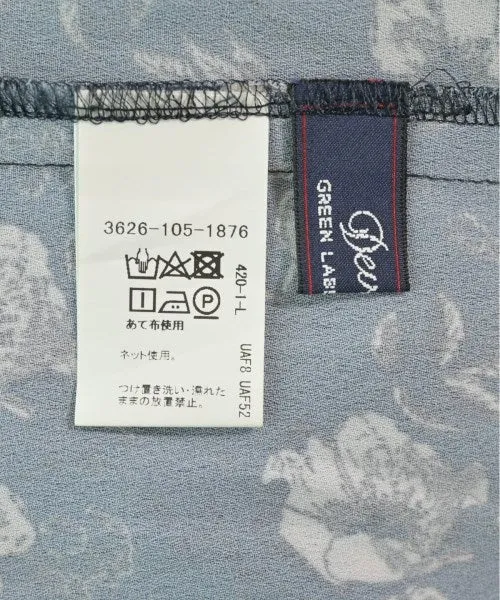 3626-105-1876
P
あて布使用
ネット使用。
つけ置き洗い・濡れた
ままの放置禁止。
420-1-L
UAF8 UAF52
GREEN